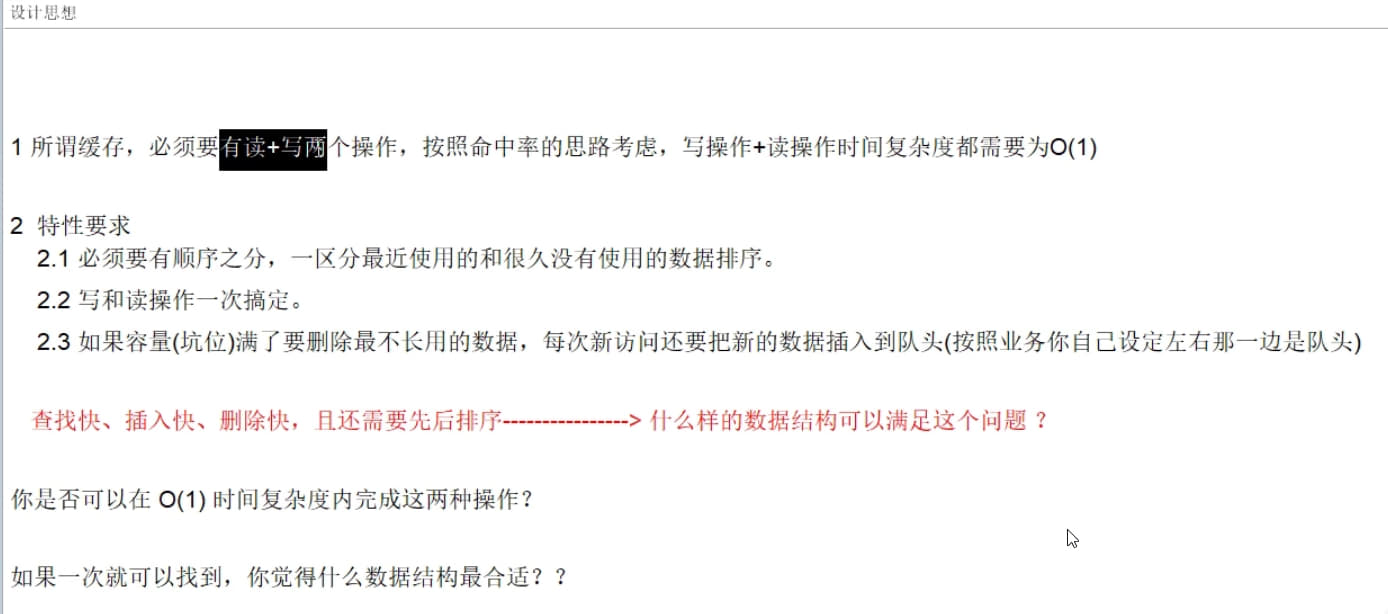 设计思想
1 所谓缓存，必须要有读+写两个操作，按照命中率的思路考虑，写操作+读操作时间复杂度都需要为O(1)
2 特性要求
2.1 必须要有顺序之分，一区分最近使用的和很久没有使用的数据排序。
2.2 写和读操作一次搞定。
2.3 如果容量(坑位)满了要删除最不长用的数据，每次新访问还要把新的数据插入到队头(按照业务你自己设定左右那一边是队头)
查找快、插入快、删除快，且还需要先后排序----------------> 什么样的数据结构可以满足这个问题 ？
你是否可以在 O(1) 时间复杂度内完成这两种操作？
如果一次就可以找到，你觉得什么数据结构最合适？？